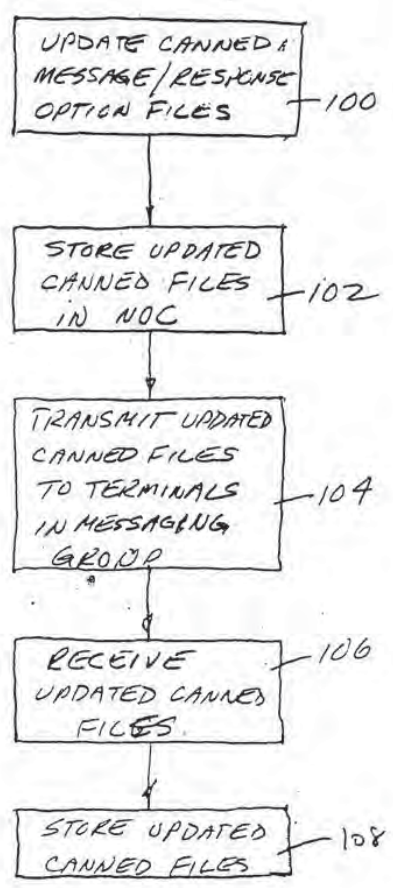 UPDATE CANNED
MESSAGE/RESPONSE
OPTION FILES
100
STORE UPDATED
CANNED FILES
IN NOC
102
TRANSMIT UPDATED
CANNED FILES
TO TERMINALS
IN MESSAGING
GROUP
104
RECEIVE
UPDATED CANNED
FILES
106
STORE UPDATED
CANNED FILES
108